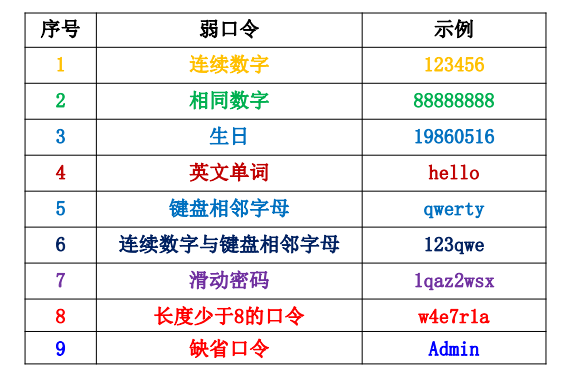 序号 弱口令 示例
1 连续数字 123456
2 相同数字 88888888
3 生日 19860516
4 英文单词 hello
5 键盘相邻字母 qwerty
6 连续数字与键盘相邻字母 123qwe
7 滑动密码 1qaz2wsx
8 长度少于8的口令 w4e7r1a
9 缺省口令 Admin